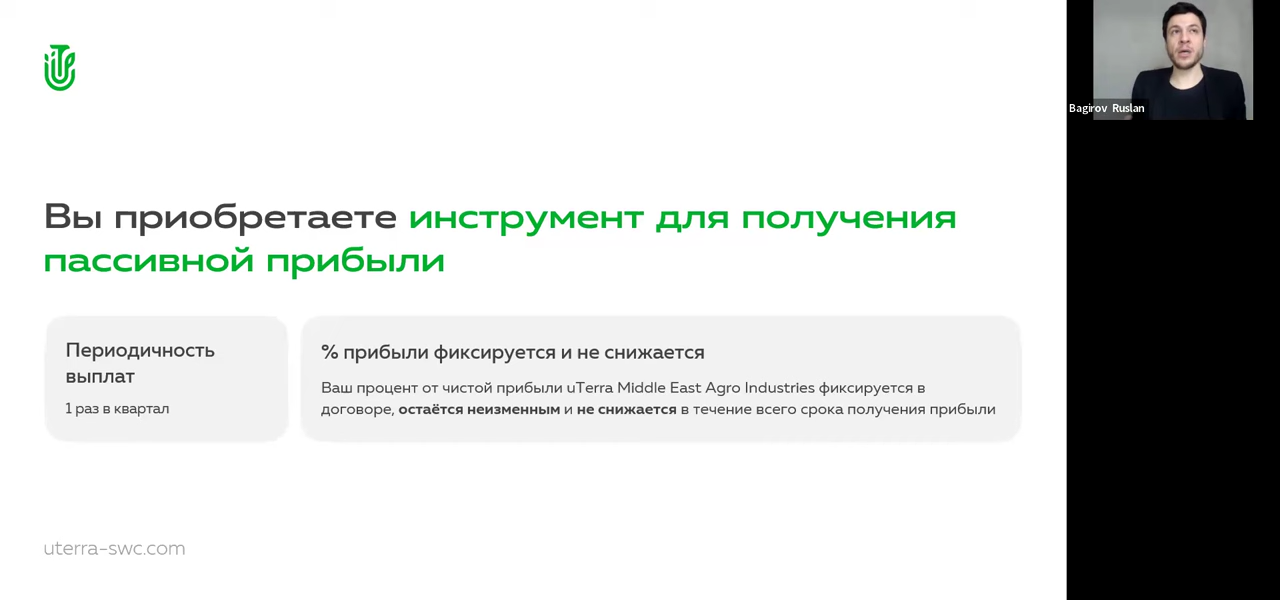 Вы приобретаете инструмент для получения
пассивной прибыли
Периодичность
выплат
1 раз в квартал
% прибыли фиксируется и не снижается
Ваш процент от чистой прибыли uTerra Middle East Agro Industries фиксируется в
договоре, остаётся неизменным и не снижается в течение всего срока получения прибыли
uterra-swc.com
Bagirov Ruslan